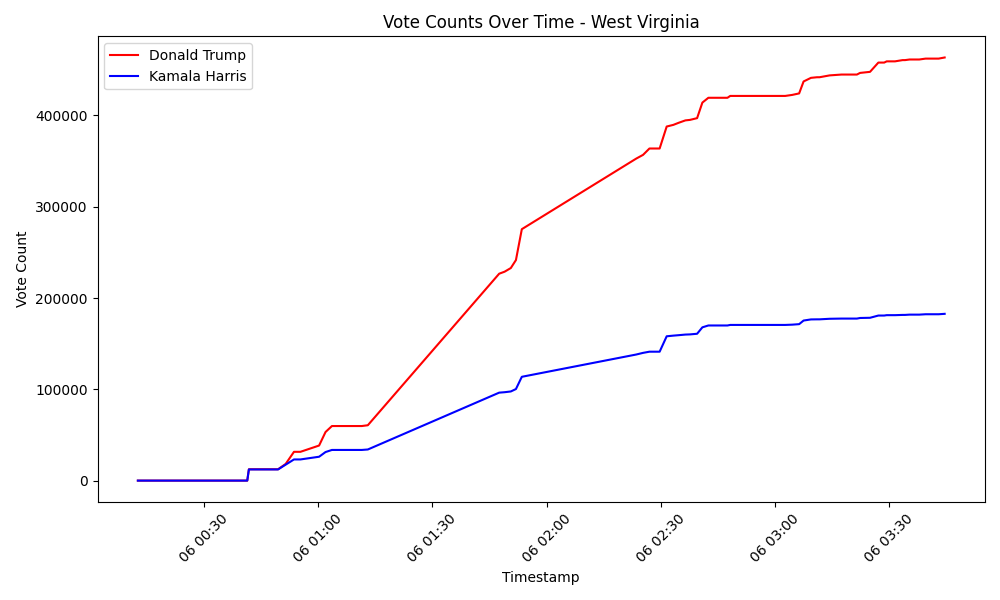 Vote Counts Over Time - West Virginia
Donald Trump
Kamala Harris
Vote Count
400000
300000
200000
100000
0
06 00:30
06 01:00
06 01:30
06 02:00
06 02:30
06 03:00
06 03:30
Timestamp